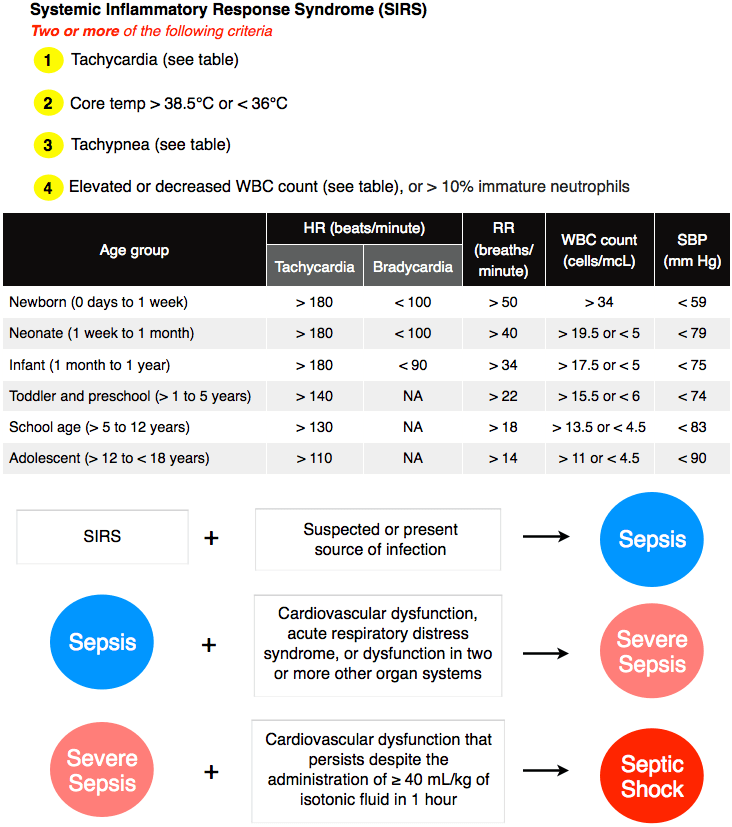 Systemic Inflammatory Response Syndrome (SIRS)
Two or more of the following criteria
1 Tachycardia (see table)
2 Core temp > 38.5°C or < 36°C
3 Tachypnea (see table)
4 Elevated or decreased WBC count (see table), or > 10% immature neutrophils
Age group
HR (beats/minute)
Tachycardia
Bradycardia
RR
(breaths/
minute)
WBC count
(cells/mcL)
SBP
(mm Hg)
Newborn (0 days to 1 week) > 180 < 100 > 50 > 34 < 59
Neonate (1 week to 1 month) > 180 < 100 > 40 > 19.5 or < 5 < 79
Infant (1 month to 1 year) > 180 < 90 > 34 > 17.5 or < 5 < 75
Toddler and preschool (> 1 to 5 years) > 140 NA > 22 > 15.5 or < 6 < 74
School age (> 5 to 12 years) > 130 NA > 18 > 13.5 or < 4.5 < 83
Adolescent (> 12 to < 18 years) > 110 NA > 14 > 11 or < 4.5 < 90
SIRS
+
Suspected or present
source of infection
Sepsis
Sepsis
+
Cardiovascular dysfunction,
acute respiratory distress
syndrome, or dysfunction in two
or more other organ systems
Severe
Sepsis
Severe
Sepsis
+
Cardiovascular dysfunction that
persists despite the
administration of ≥ 40 mL/kg of
isotonic fluid in 1 hour
Septic
Shock